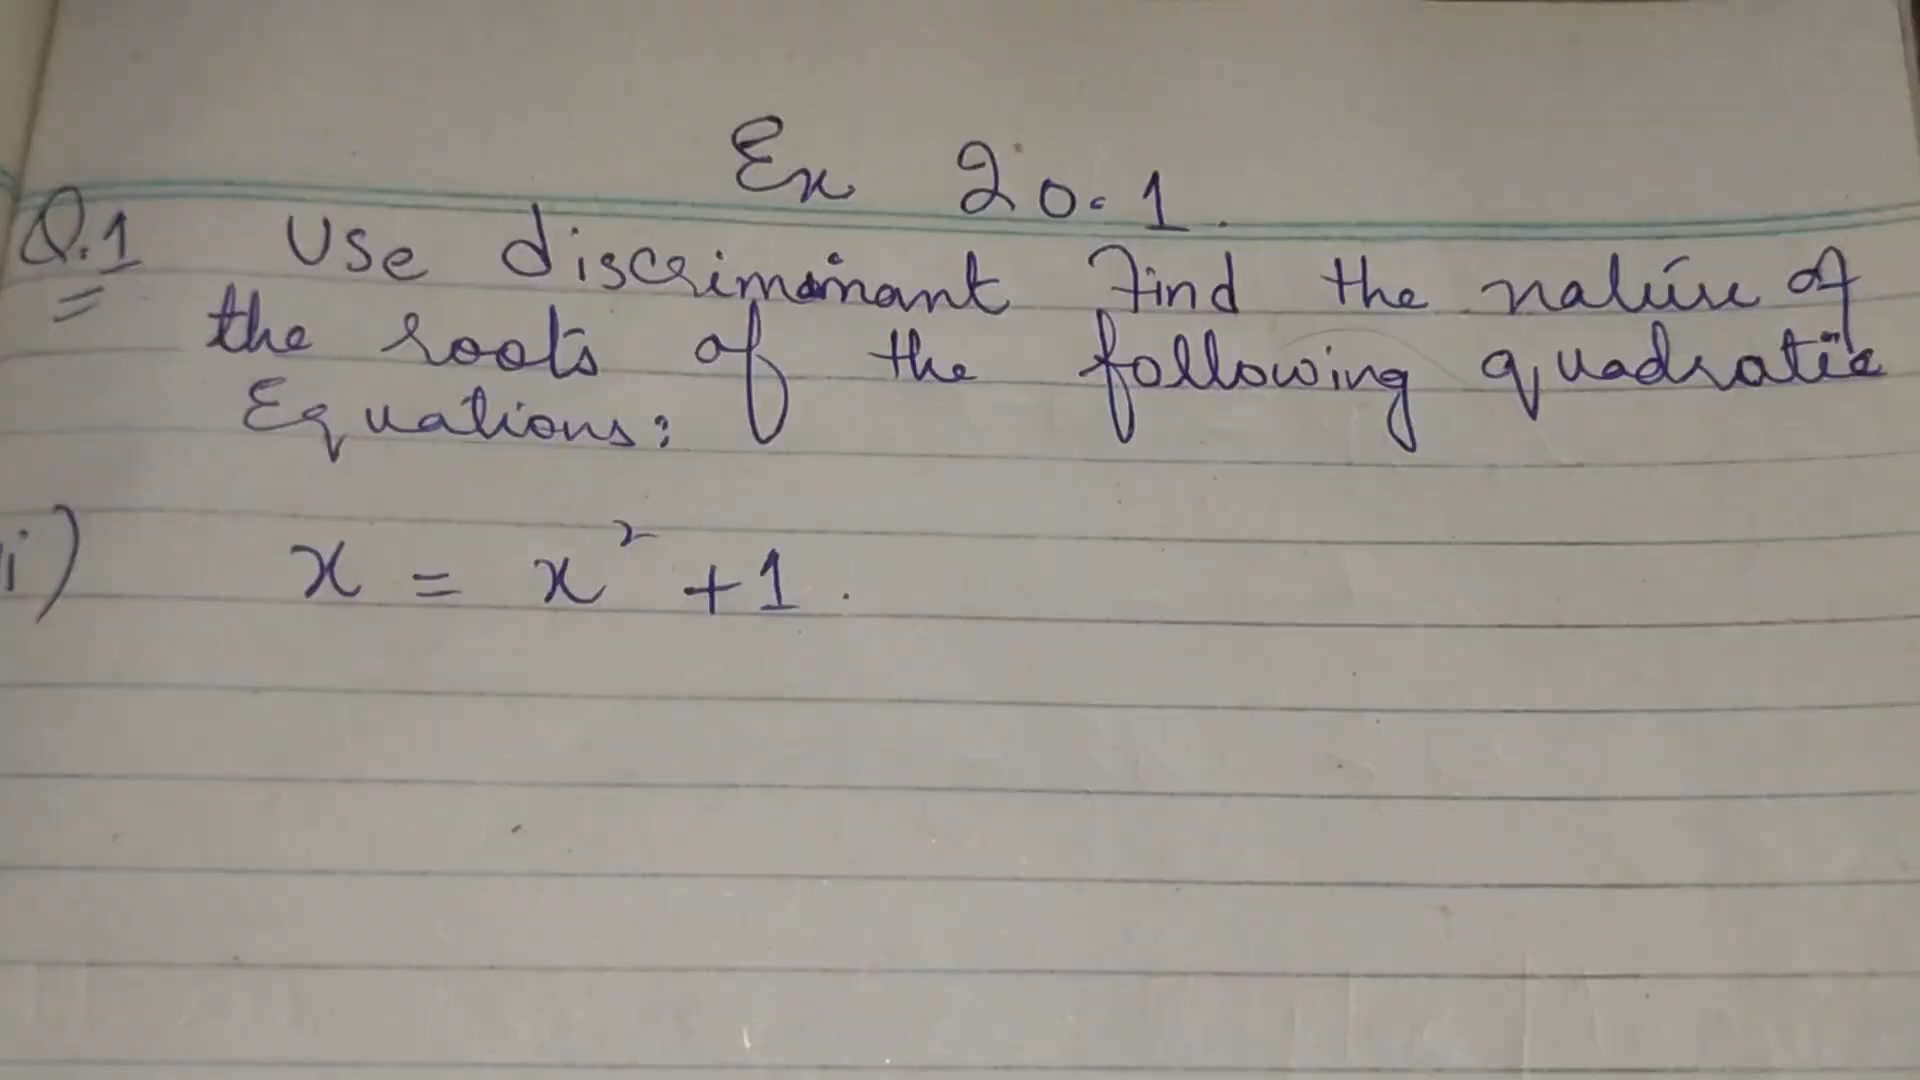 Ex 20.1.
Q.1 Use discriminant Find the nature of
the roots of the following quadratic
Equations:
i) x = x² + 1.